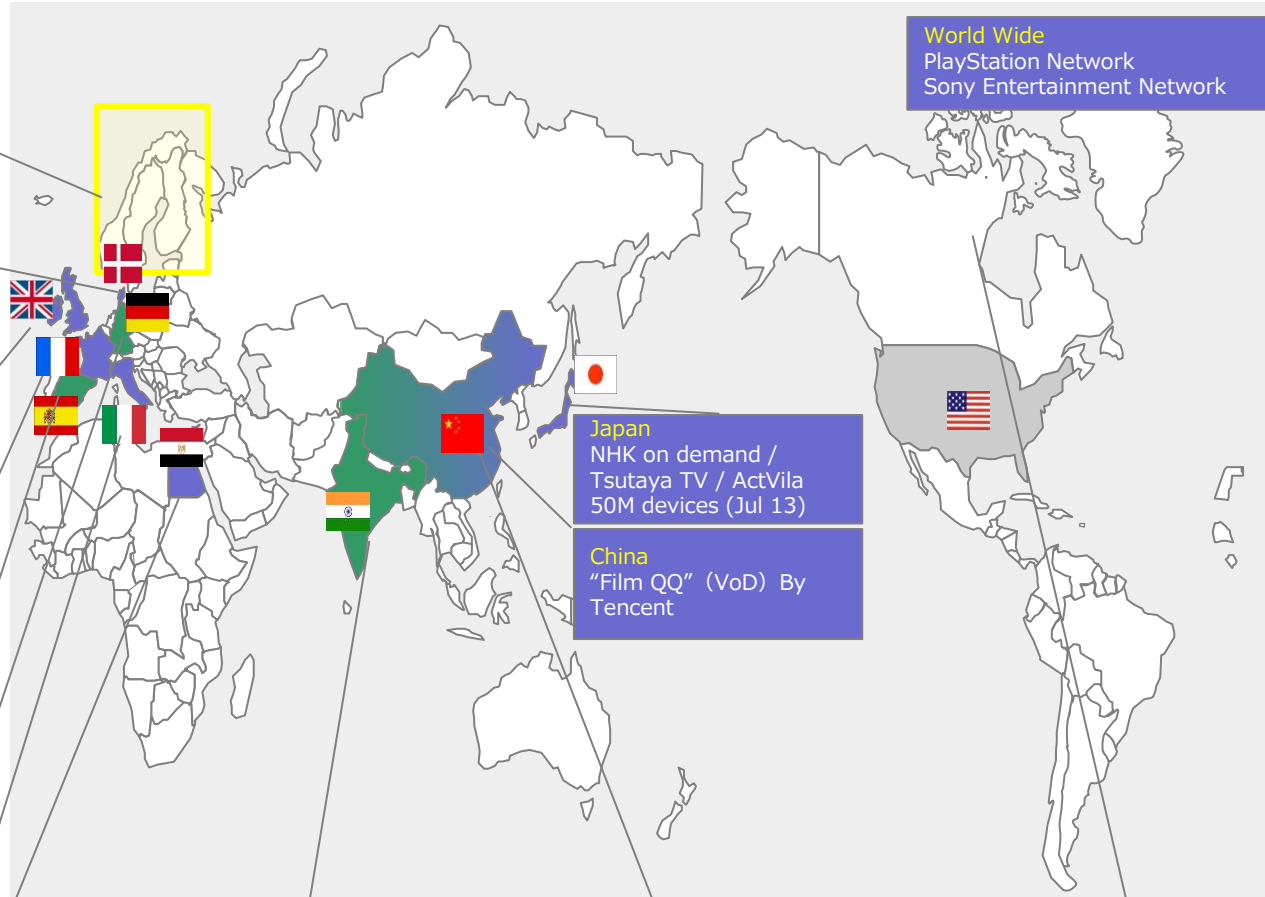 World Wide
PlayStation Network
Sony Entertainment Network
Japan
NHK on demand /
Tsutaya TV / ActVila
50M devices (Jul 13)
China
“Film QQ”（VoD）By
Tencent